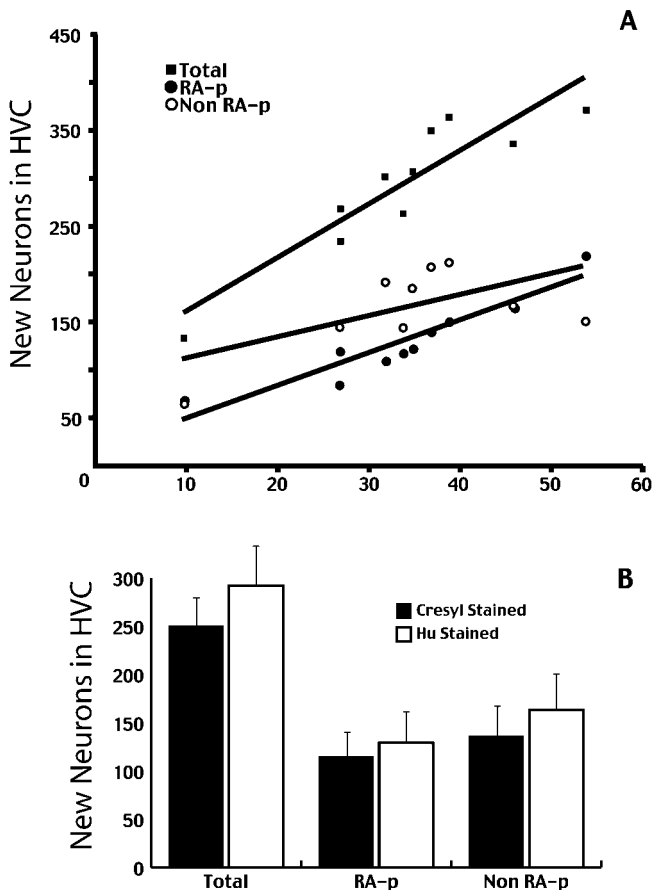 A
450
350
250
150
50
0
New Neurons in HVC
Total
RA-p
Non RA-p
10 20 30 40 50 60
B
300
250
200
150
100
50
0
New Neurons in HVC
Cresyl Stained
Hu Stained
Total RA-p Non RA-p